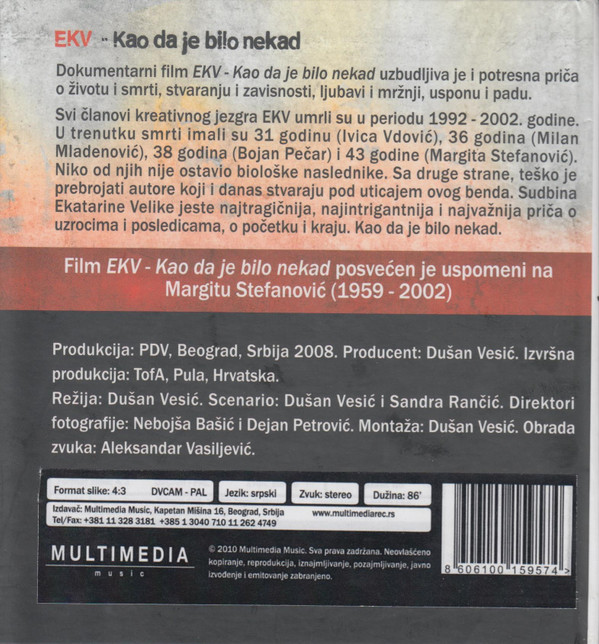 EKV - Kao da je bilo nekad
Dokumentarni film EKV - Kao da je bilo nekad uzbudljiva je i potresna priča
o životu i smrti, stvaranju i zavisnosti, ljubavi i mržnji, usponu i padu.
Svi članovi kreativnog jezgra EKV umrli su u periodu 1992 - 2002. godine.
U trenutku smrti imali su 31 godinu (Ivica Vdović), 36 godina (Milan
Mladenović), 38 godina (Bojan Pečar) i 43 godine (Margita Stefanović).
Niko od njih nije ostavio biološke naslednike. Sa druge strane, teško je
prebrojati autore koji i danas stvaraju pod uticajem ovog benda. Sudbina
Ekatarine Velike jeste najtragičnija, najintrigantnija i najvažnija priča o
uzrocima i posledicama, o početku i kraju. Kao da je bilo nekad.
Film EKV - Kao da je bilo nekad posvećen je uspomeni na
Margitu Stefanović (1959 - 2002)
Produkcija: PDV, Beograd, Srbija 2008. Producent: Dušan Vesić. Izvršna
produkcija: TofA, Pula, Hrvatska.
Režija: Dušan Vesić. Scenario: Dušan Vesić i Sandra Rančić. Direktori
fotografije: Nebojša Bašić i Dejan Petrović. Montaža: Dušan Vesić. Obrada
zvuka: Aleksandar Vasiljević.
Format slike: 4:3 DVCAM - PAL Jezik: srpski Zvuk: stereo Dužina: 86'
Izdavač: Multimedia Music, Kapetan Mišina 16, Beograd, Srbija
Tel/Fax: +381 11 328 3181 +385 1 3040 710 11 262 4749
www.multimediarec.rs
MULTIMEDIA
music
© 2010 Multimedia Music. Sva prava zadržana. Neovlašćeno
kopiranje, reprodukcija, iznajmljivanje, pozajmljivanje, javno
izvođenje i emitovanje zabranjeno.
8 606100 159574 >